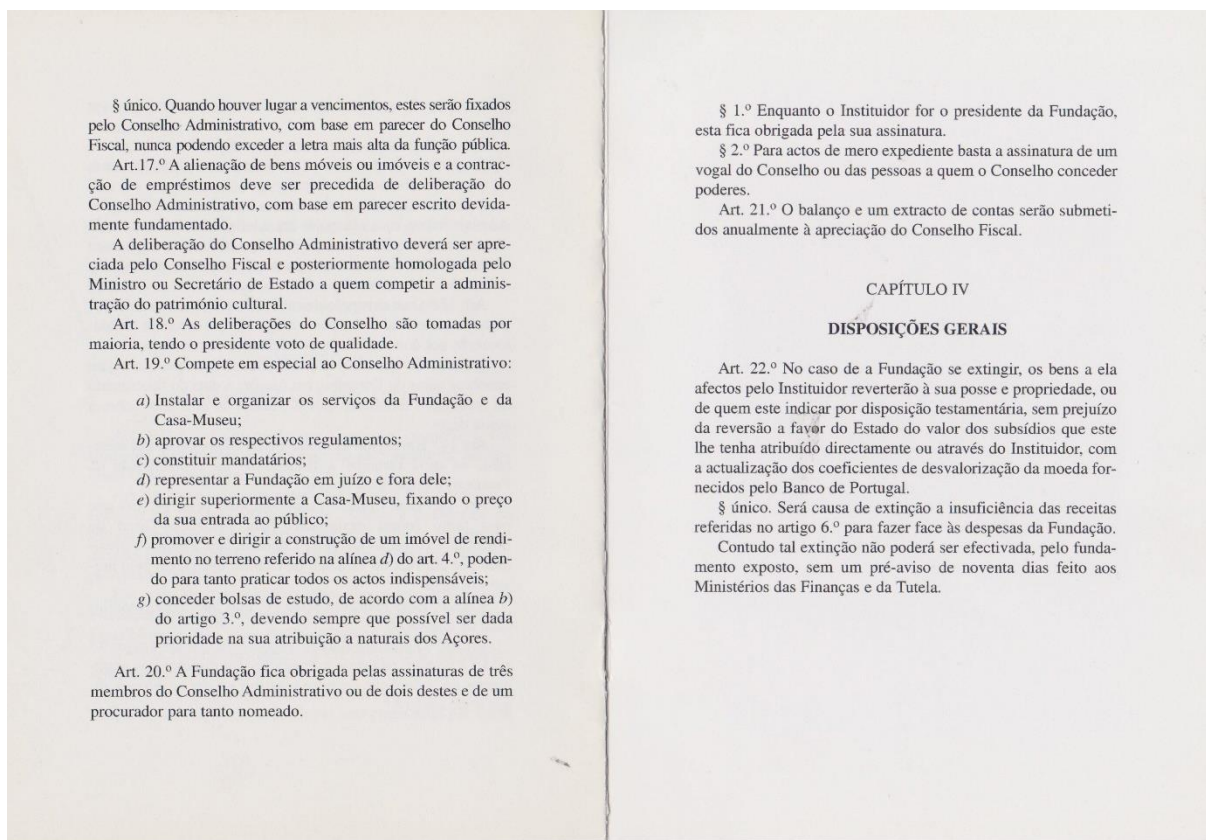 § único. Quando houver lugar a vencimentos, estes serão fixados
pelo Conselho Administrativo, com base em parecer do Conselho
Fiscal, nunca podendo exceder a letra mais alta da função pública.
Art.17.º A alienação de bens móveis ou imóveis e a contrac-
ção de empréstimos deve ser precedida de deliberação do
Conselho Administrativo, com base em parecer escrito devida-
mente fundamentado.
A deliberação do Conselho Administrativo deverá ser apre-
ciada pelo Conselho Fiscal e posteriormente homologada pelo
Ministro ou Secretário de Estado a quem competir a adminis-
tração do património cultural.
Art. 18.º As deliberações do Conselho são tomadas por
maioria, tendo o presidente voto de qualidade.
Art. 19.º Compete em especial ao Conselho Administrativo:
a) Instalar e organizar os serviços da Fundação e da
Casa-Museu;
b) aprovar os respectivos regulamentos;
c) constituir mandatários;
d) representar a Fundação em juízo e fora dele;
e) dirigir superiormente a Casa-Museu, fixando o preço
da sua entrada ao público;
f) promover e dirigir a construção de um imóvel de rendi-
mento no terreno referido na alínea d) do art. 4.º, poden-
do para tanto praticar todos os actos indispensáveis;
g) conceder bolsas de estudo, de acordo com a alínea b)
do artigo 3.º, devendo sempre que possível ser dada
prioridade na sua atribuição a naturais dos Açores.
Art. 20.º A Fundação fica obrigada pelas assinaturas de três
membros do Conselho Administrativo ou de dois destes e de um
procurador para tanto nomeado.
§ 1.º Enquanto o Instituidor for o presidente da Fundação,
esta fica obrigada pela sua assinatura.
§ 2.º Para actos de mero expediente basta a assinatura de um
vogal do Conselho ou das pessoas a quem o Conselho conceder
poderes.
Art. 21.º O balanço e um extracto de contas serão submeti-
dos anualmente à apreciação do Conselho Fiscal.
CAPÍTULO IV
DISPOSIÇÕES GERAIS
Art. 22.º No caso de a Fundação se extingir, os bens a ela
afectos pelo Instituidor reverterão à sua posse e propriedade, ou
de quem este indicar por disposição testamentária, sem prejuízo
da reversão a favor do Estado do valor dos subsídios que este
lhe tenha atribuído directamente ou através do Instituidor, com
a actualização dos coeficientes de desvalorização da moeda for-
necidos pelo Banco de Portugal.
§ único. Será causa de extinção a insuficiência das receitas
referidas no artigo 6.º para fazer face às despesas da Fundação.
Contudo tal extinção não poderá ser efectivada, pelo funda-
mento exposto, sem um pré-aviso de noventa dias feito aos
Ministérios das Finanças e da Tutela.